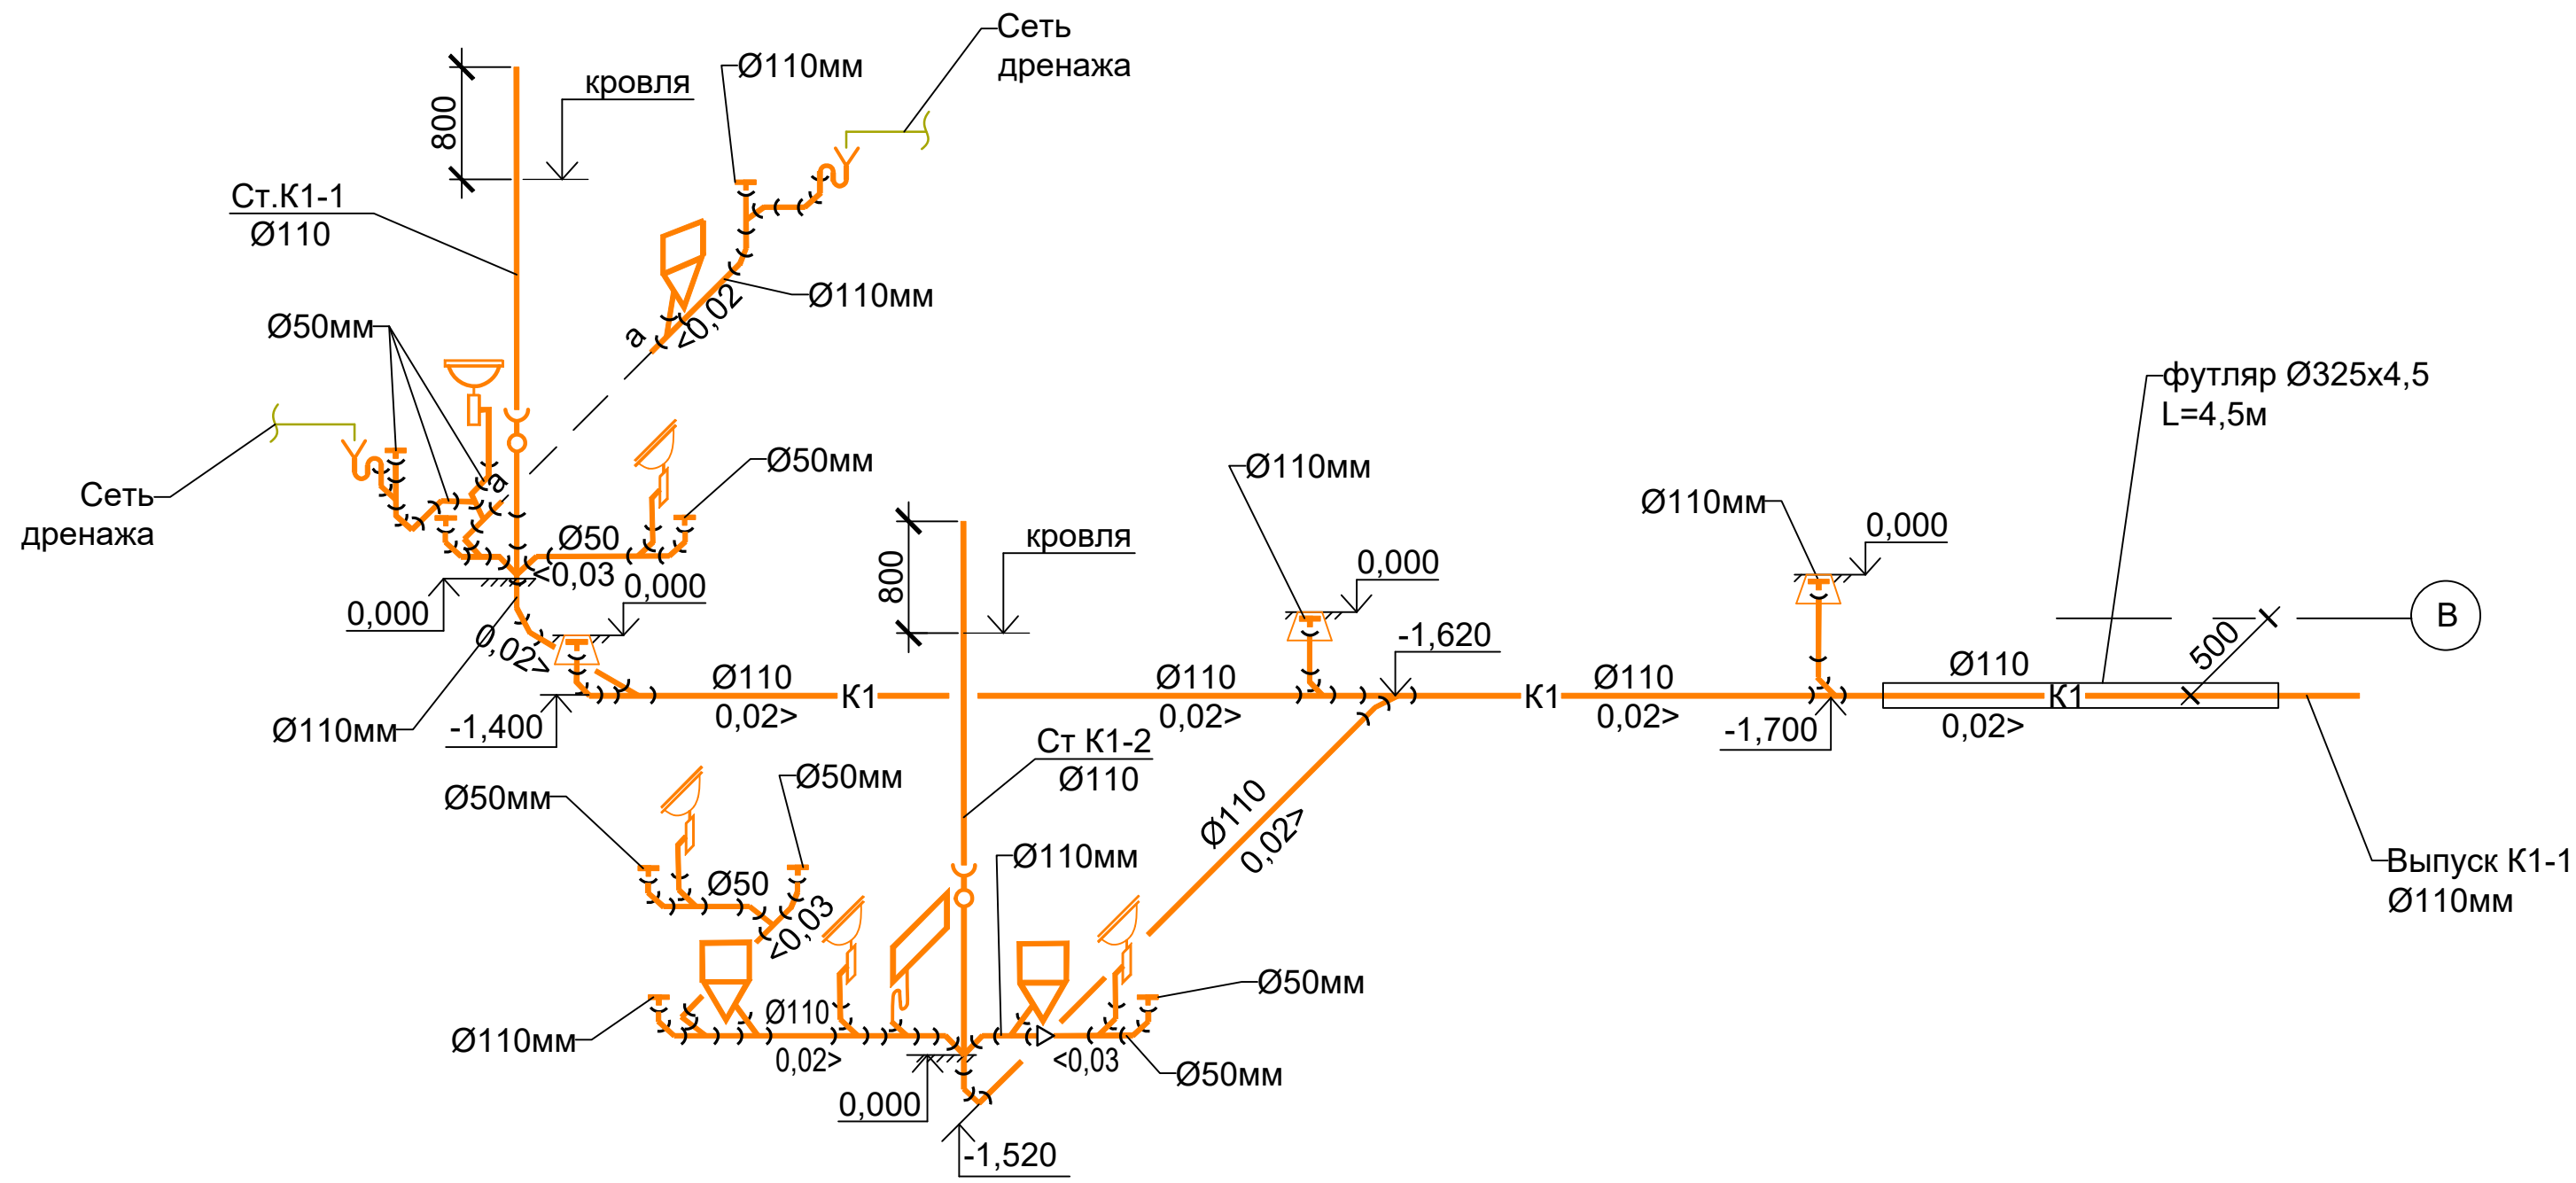 Сеть
дренажа
Ø110мм
кровля
800
Ст.К1-1
Ø110
Ø110мм
<0,02
а
Ø50мм
футляр Ø325х4,5
L=4,5м
Сеть
дренажа
а
Ø50мм
Ø50
<0,03
0,000
0,000
0,02>
Ø110мм
-1,400
Ø110
0,02>
К1
кровля
800
Ø110мм
0,000
Ø110
0,02>
-1,620
К1
Ø110мм
0,000
Ø110
0,02>
-1,700
Ø110
К1
0,02>
500
В
Выпуск К1-1
Ø110мм
Ст К1-2
Ø110
Ø110
0,02>
Ø50мм
Ø50мм
Ø50
<0,03
Ø110мм
Ø110мм
Ø110
0,02>
Ø50мм
<0,03
Ø50мм
0,000
-1,520